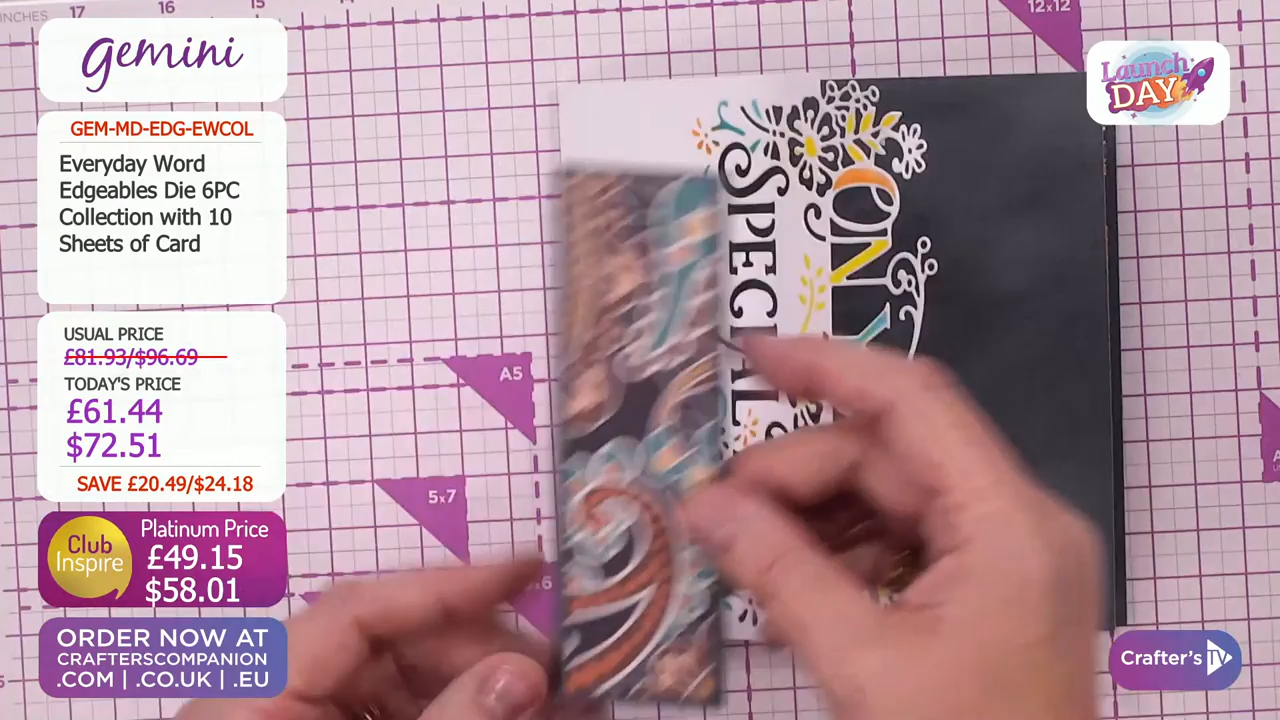 INCHES 17 16 15
12x12
gemini
Launch
DAY
GEM-MD-EDG-EWCOL
Everyday Word
Edgeables Die 6PC
Collection with 10
Sheets of Card
USUAL PRICE
£81.93/$96.69
TODAY'S PRICE
£61.44
$72.51
SAVE £20.49/$24.18
Club
Inspire
Platinum Price
£49.15
$58.01
ORDER NOW AT
CRAFTERSCOMPANION
.COM | .CO.UK | .EU
A5
5x7
SPECIAL
Crafter's TV